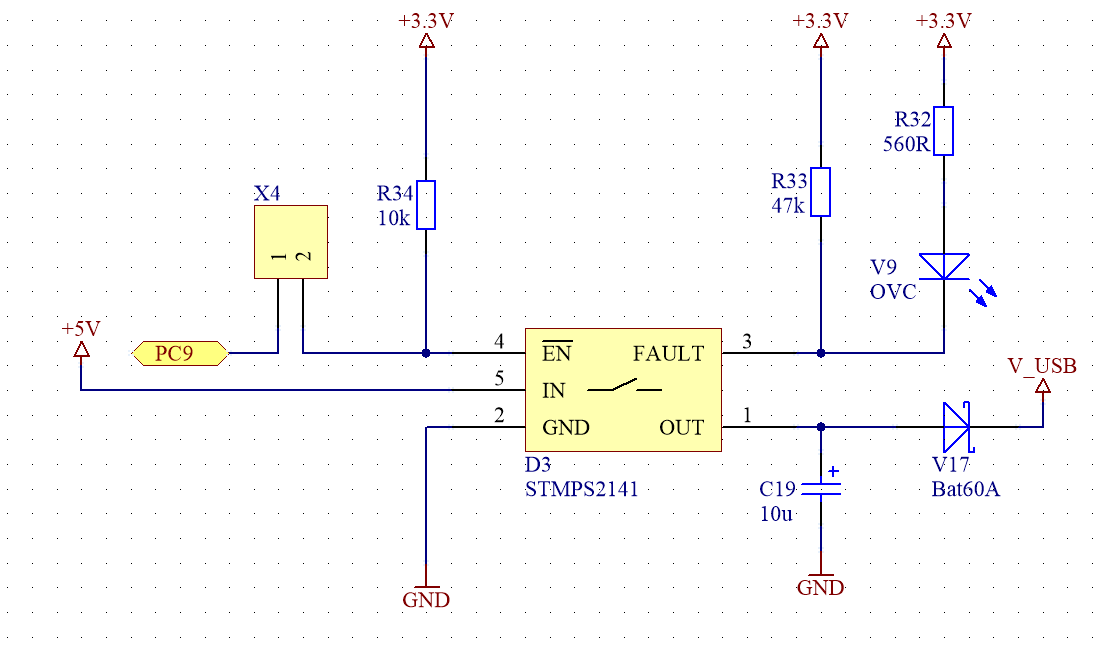 +3.3V
+3.3V
+3.3V
R32
560R
R33
47k
R34
10k
X4
1
2
V9
OVC
+5V
PC9
4
EN
FAULT
3
5
IN
2
GND
OUT
1
V_USB
D3
STMPS2141
C19
10u
+
V17
Bat60A
GND
GND